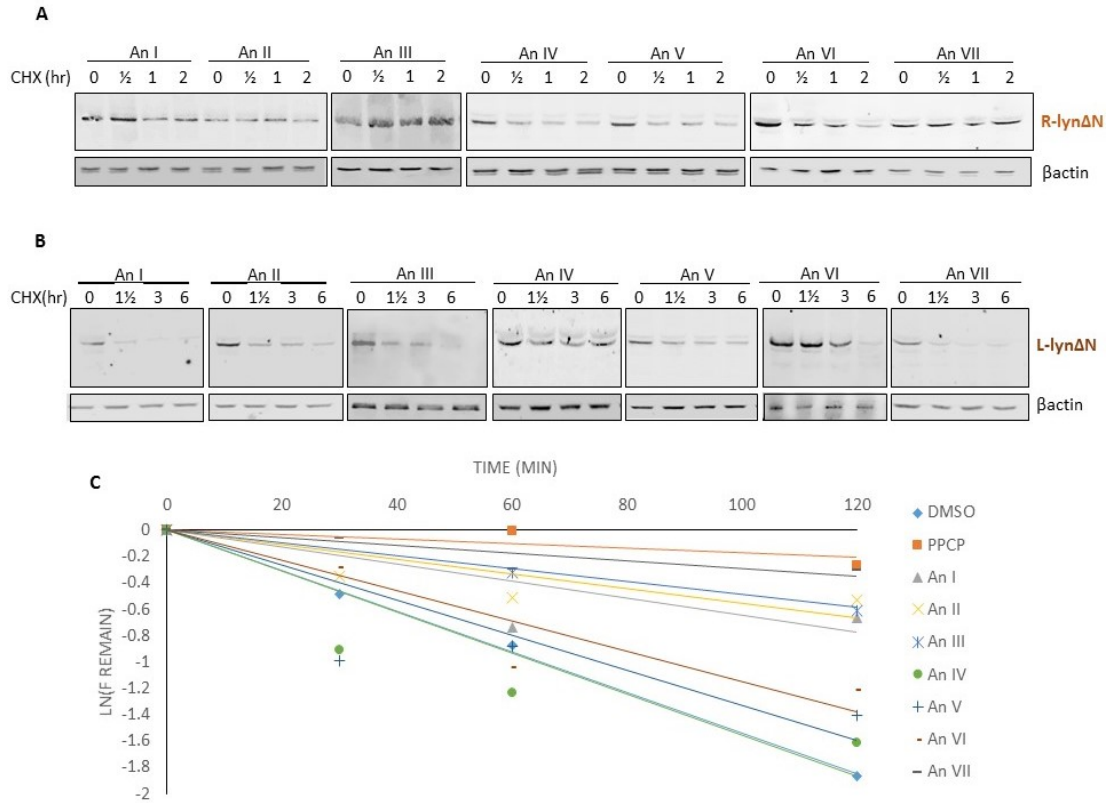 A
An I An II An III An IV An V An VI An VII
CHX (hr) 0 ½ 1 2 0 ½ 1 2 0 ½ 1 2 0 ½ 1 2 0 ½ 1 2 0 ½ 1 2 0 ½ 1 2
R-lynΔN
βactin
B
An I An II An III An IV An V An VI An VII
CHX(hr) 0 1½ 3 6 0 1½ 3 6 0 1½ 3 6 0 1½ 3 6 0 1½ 3 6 0 1½ 3 6 0 1½ 3 6
L-lynΔN
βactin
C
TIME (MIN)
0 20 40 60 80 100 120
0
-0.2
-0.4
-0.6
-0.8
-1
-1.2
-1.4
-1.6
-1.8
-2
LN(F REMAIN)
DMSO
PPCP
An I
An II
An III
An IV
An V
An VI
An VII